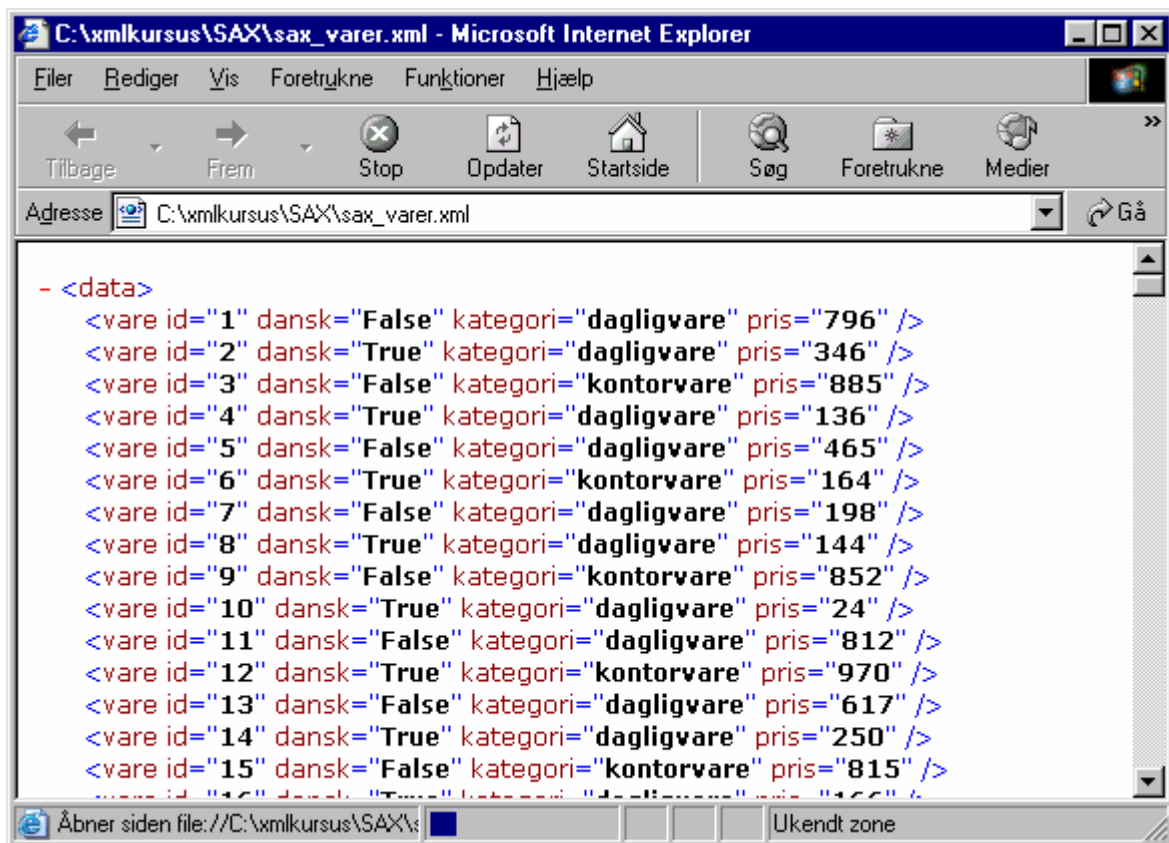 C:\xmlkursus\SAX\sax_varer.xml - Microsoft Internet Explorer
Filer Rediger Vis Foretrukne Funktioner Hjælp
Tilbage Frem Stop Opdater Startside Søg Foretrukne Medier »
Adresse C:\xmlkursus\SAX\sax_varer.xml Gå
- <data>
<vare id="1" dansk="False" kategori="dagligvare" pris="796" />
<vare id="2" dansk="True" kategori="dagligvare" pris="346" />
<vare id="3" dansk="False" kategori="kontorvare" pris="885" />
<vare id="4" dansk="True" kategori="dagligvare" pris="136" />
<vare id="5" dansk="False" kategori="dagligvare" pris="465" />
<vare id="6" dansk="True" kategori="kontorvare" pris="164" />
<vare id="7" dansk="False" kategori="dagligvare" pris="198" />
<vare id="8" dansk="True" kategori="dagligvare" pris="144" />
<vare id="9" dansk="False" kategori="kontorvare" pris="852" />
<vare id="10" dansk="True" kategori="dagligvare" pris="24" />
<vare id="11" dansk="False" kategori="dagligvare" pris="812" />
<vare id="12" dansk="True" kategori="kontorvare" pris="970" />
<vare id="13" dansk="False" kategori="dagligvare" pris="617" />
<vare id="14" dansk="True" kategori="dagligvare" pris="250" />
<vare id="15" dansk="False" kategori="kontorvare" pris="815" />
Åbner siden file://C:\xmlkursus\SAX\s Ukendt zone